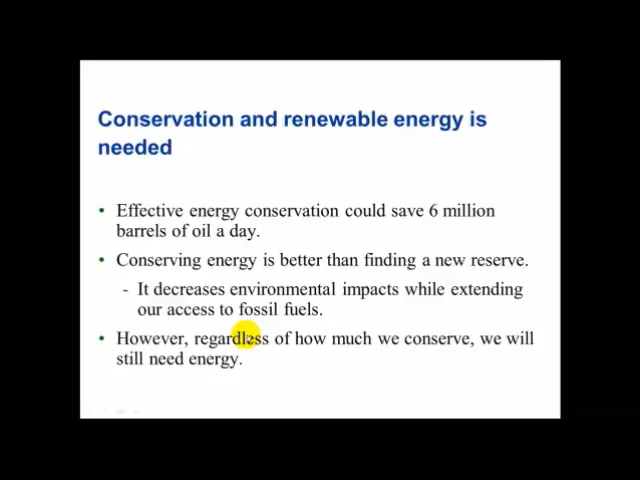 Conservation and renewable energy is
needed
• Effective energy conservation could save 6 million
barrels of oil a day.
• Conserving energy is better than finding a new reserve.
- It decreases environmental impacts while extending
our access to fossil fuels.
• However, regardless of how much we conserve, we will
still need energy.